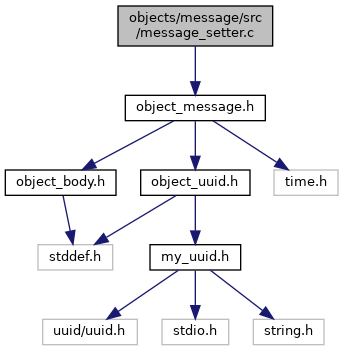 objects/message/src
/message_setter.c
object_message.h
object_body.h
object_uuid.h
time.h
stddef.h
my_uuid.h
uuid/uuid.h
stdio.h
string.h